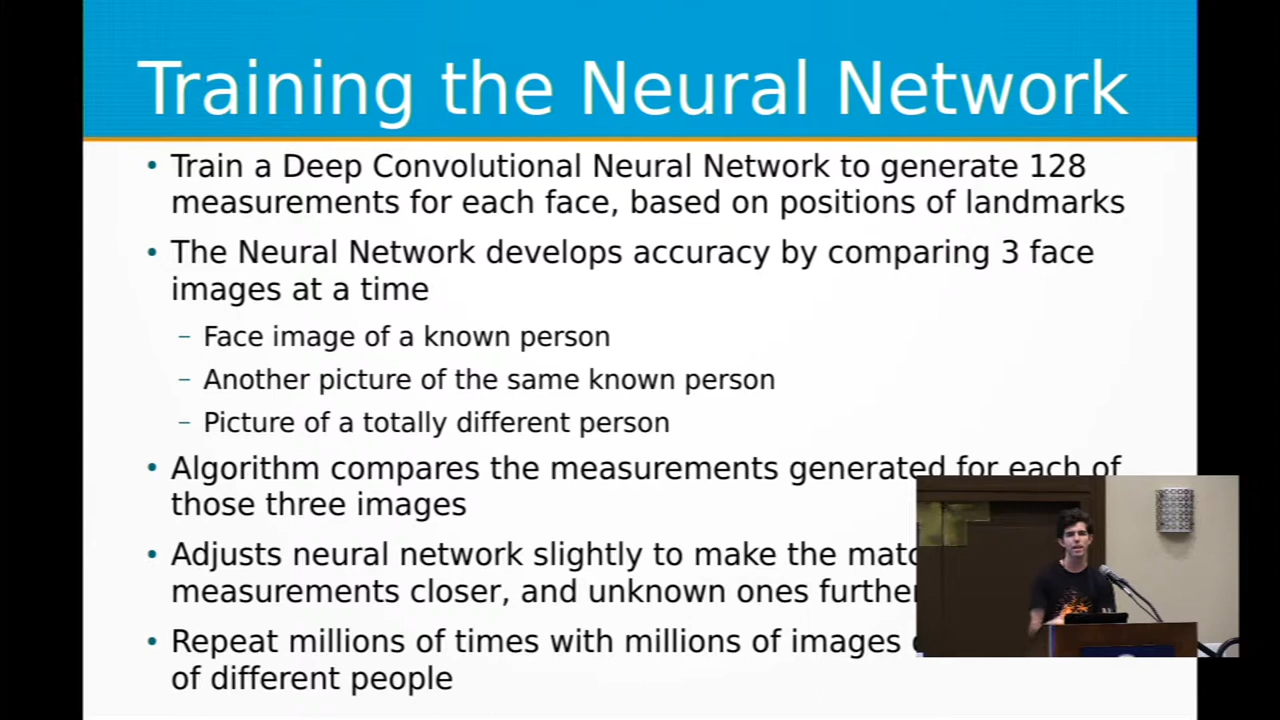 Training the Neural Network
• Train a Deep Convolutional Neural Network to generate 128
measurements for each face, based on positions of landmarks
• The Neural Network develops accuracy by comparing 3 face
images at a time
– Face image of a known person
– Another picture of the same known person
– Picture of a totally different person
• Algorithm compares the measurements generated for each of
those three images
• Adjusts neural network slightly to make the
measurements closer, and unknown ones
• Repeat millions of times with millions of images
of different people